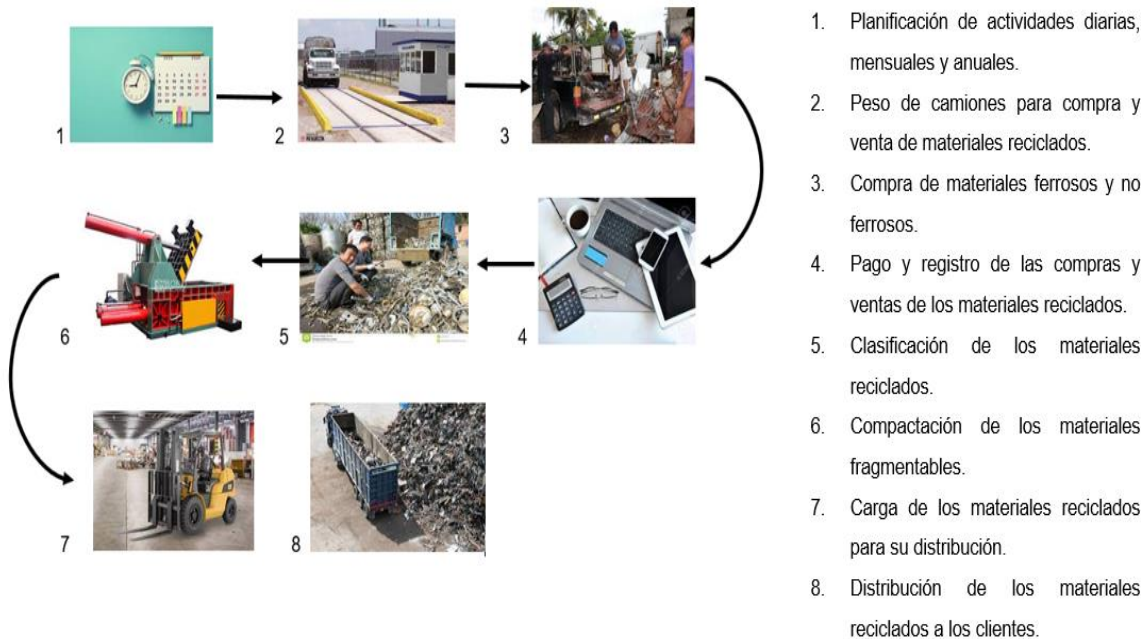 1
2
3
6
5
4
7
8
1. Planificación de actividades diarias,
mensuales y anuales.
2. Peso de camiones para compra y
venta de materiales reciclados.
3. Compra de materiales ferrosos y no
ferrosos.
4. Pago y registro de las compras y
ventas de los materiales reciclados.
5. Clasificación de los materiales
reciclados.
6. Compactación de los materiales
fragmentables.
7. Carga de los materiales reciclados
para su distribución.
8. Distribución de los materiales
reciclados a los clientes.